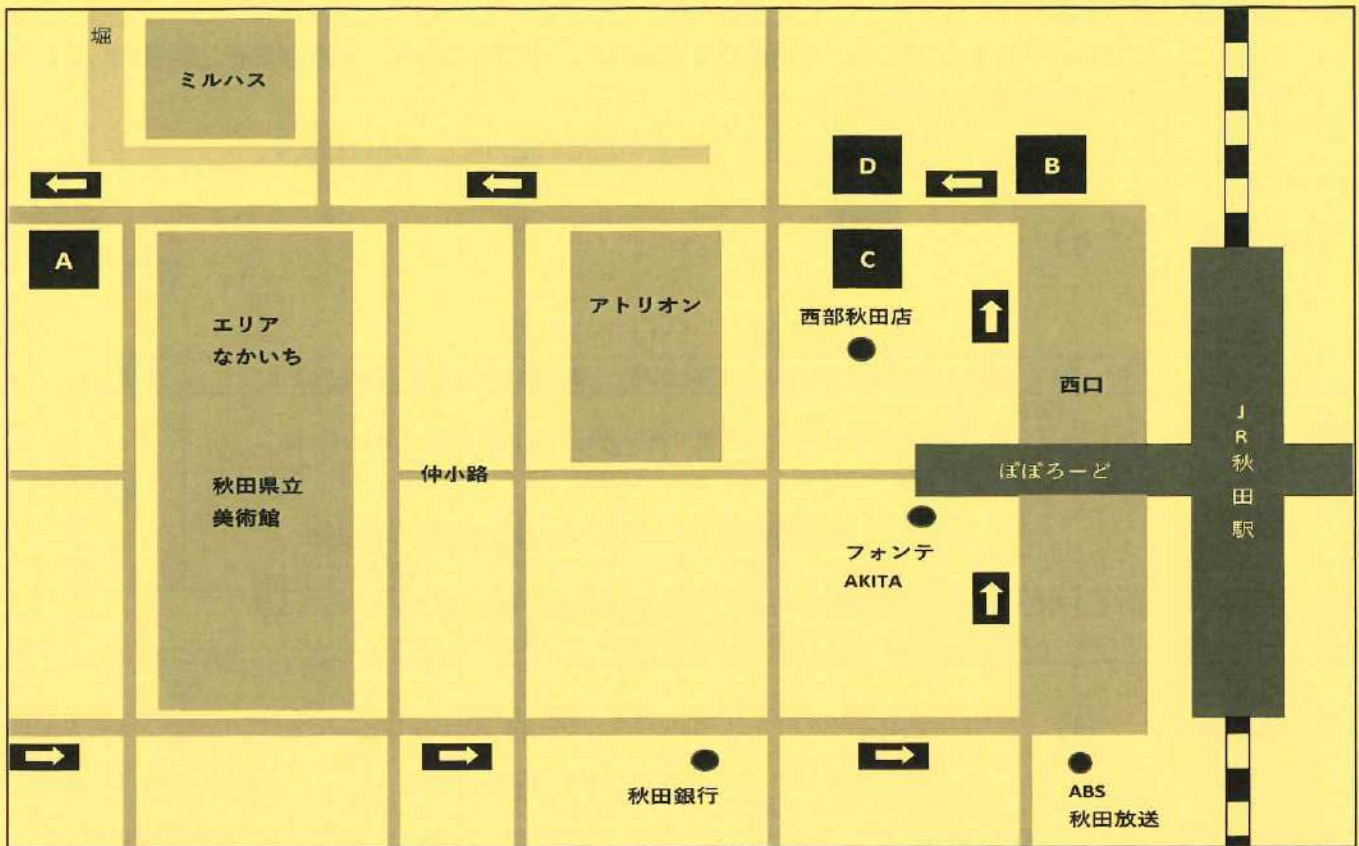 堀
ミルハス
D
B
A
C
エリア
なかいち
アトリオン
西部秋田店
西口
JR秋田駅
ぽぽろーど
仲小路
秋田県立
美術館
フォンテ
AKITA
秋田銀行
ABS
秋田放送